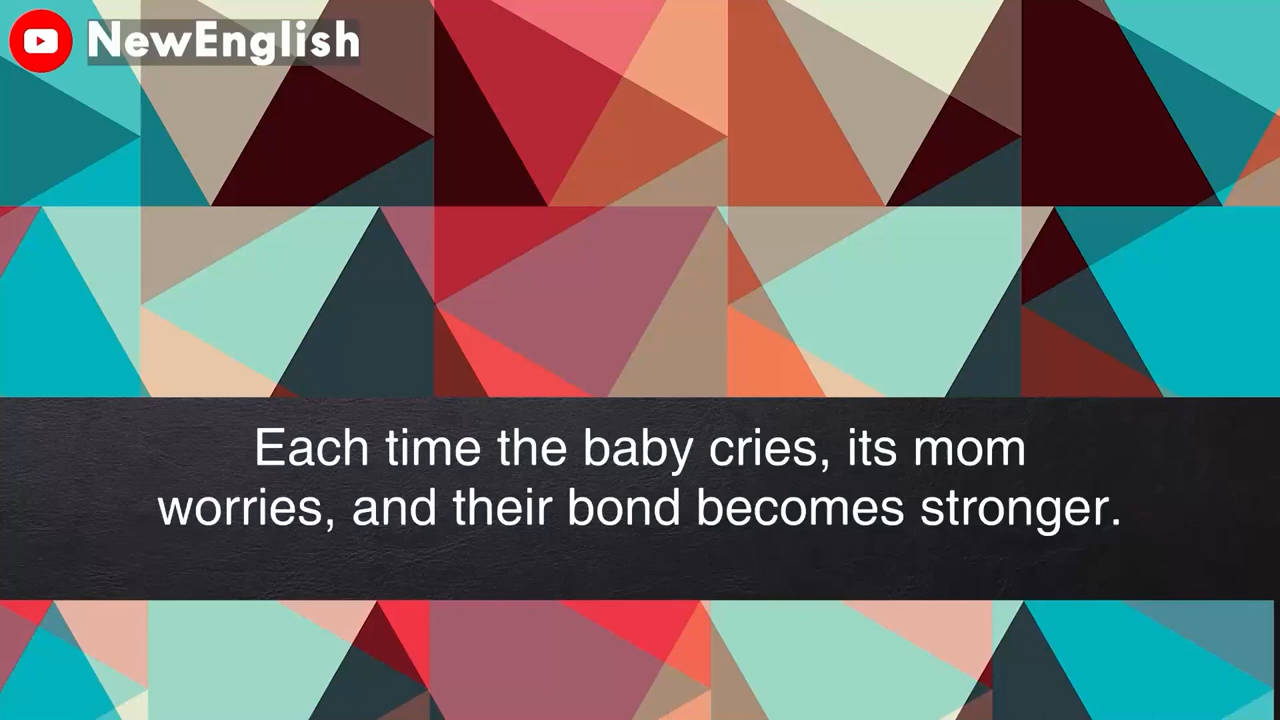 NewEnglish
Each time the baby cries, its mom
worries, and their bond becomes stronger.